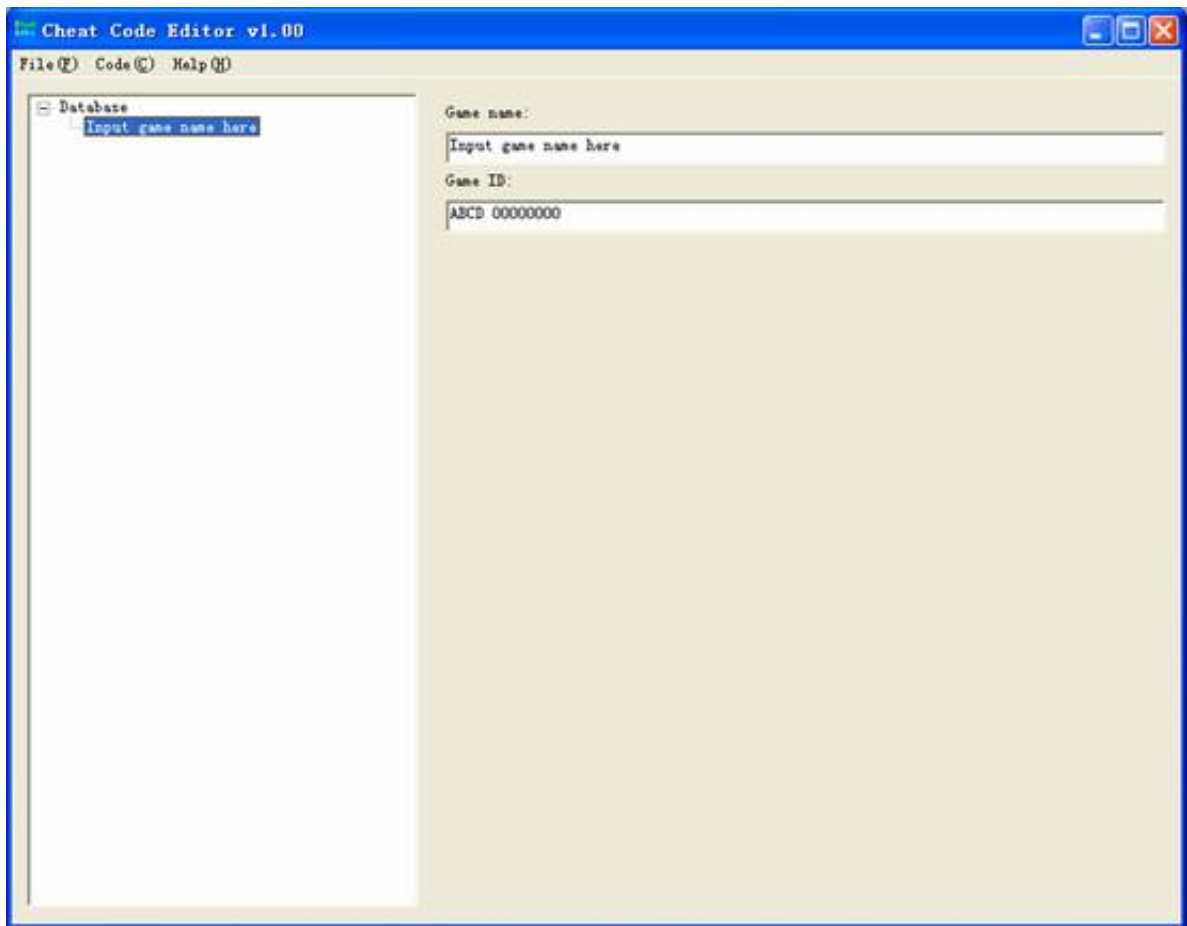 Cheat Code Editor v1.00
File(F) Code(C) Help(H)
Database
Input game name here
Game name:
Input game name here
Game ID:
ABCD 00000000